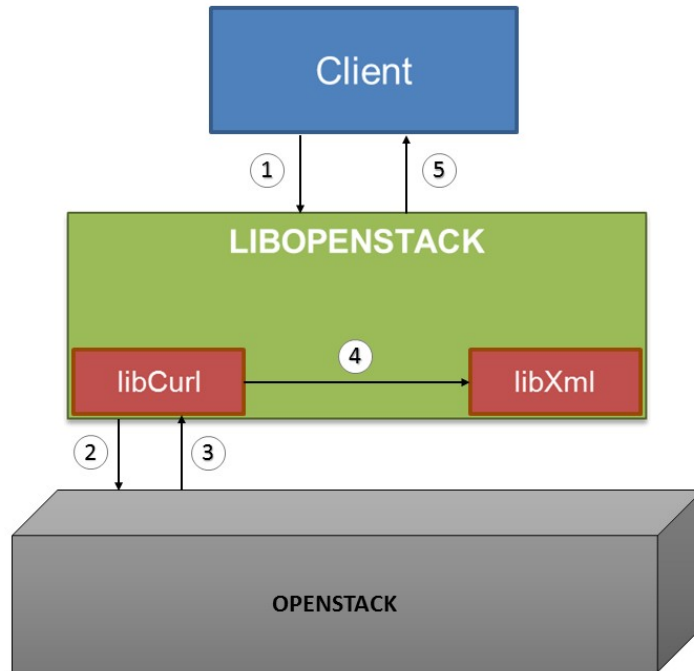 Client
1
5
LIBOPENSTACK
4
libCurl
libXml
2
3
OPENSTACK